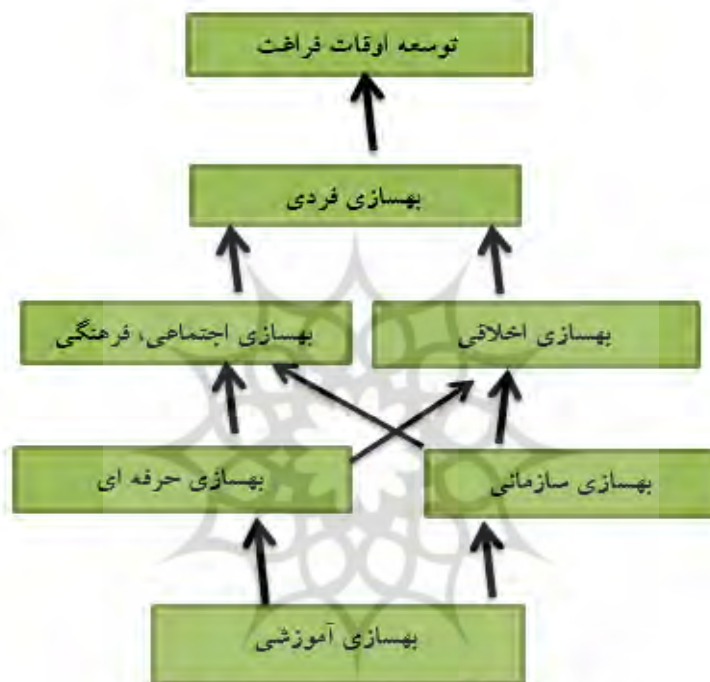 توسعه اوقات فراغت
بهسازی فردی
بهسازی اخلاقی
بهسازی اجتماعی، فرهنگی
بهسازی سازمانی
بهسازی حرفه ای
بهسازی آموزشی